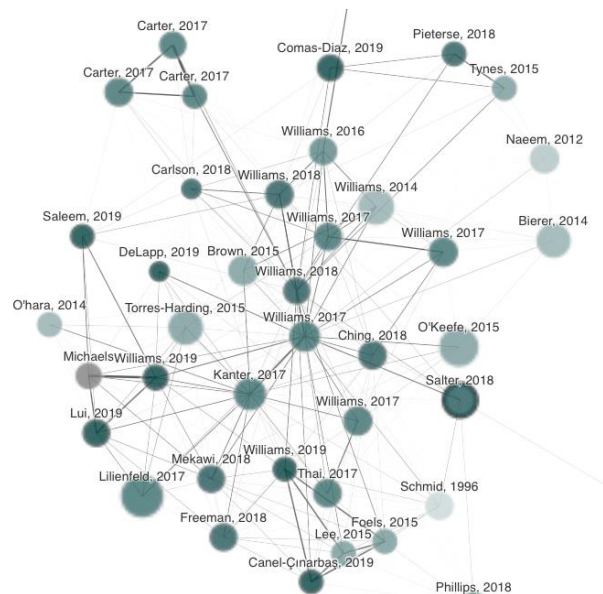 Carter, 2017
Pieterse, 2018
Comas-Diaz, 2019
Carter, 2017
Carter, 2017
Tynes, 2015
Williams, 2016
Naeem, 2012
Carlson, 2018
Williams, 2018
Williams, 2014
Saleem, 2019
Williams, 2017
Williams, 2017
Bierer, 2014
DeLapp, 2019
Brown, 2015
Williams, 2018
O'hara, 2014
Torres-Harding, 2015
Williams, 2017
Ching, 2018
O'Keefe, 2015
Michaels
Williams, 2019
Kanter, 2017
Salter, 2018
Williams, 2017
Lui, 2019
Mekawi, 2018
Williams, 2019
Lilienfeld, 2017
Thai, 2017
Schmid, 1996
Freeman, 2018
Lee, 2015
Foels, 2015
Canel-Çınarbaş, 2019
Phillips, 2018